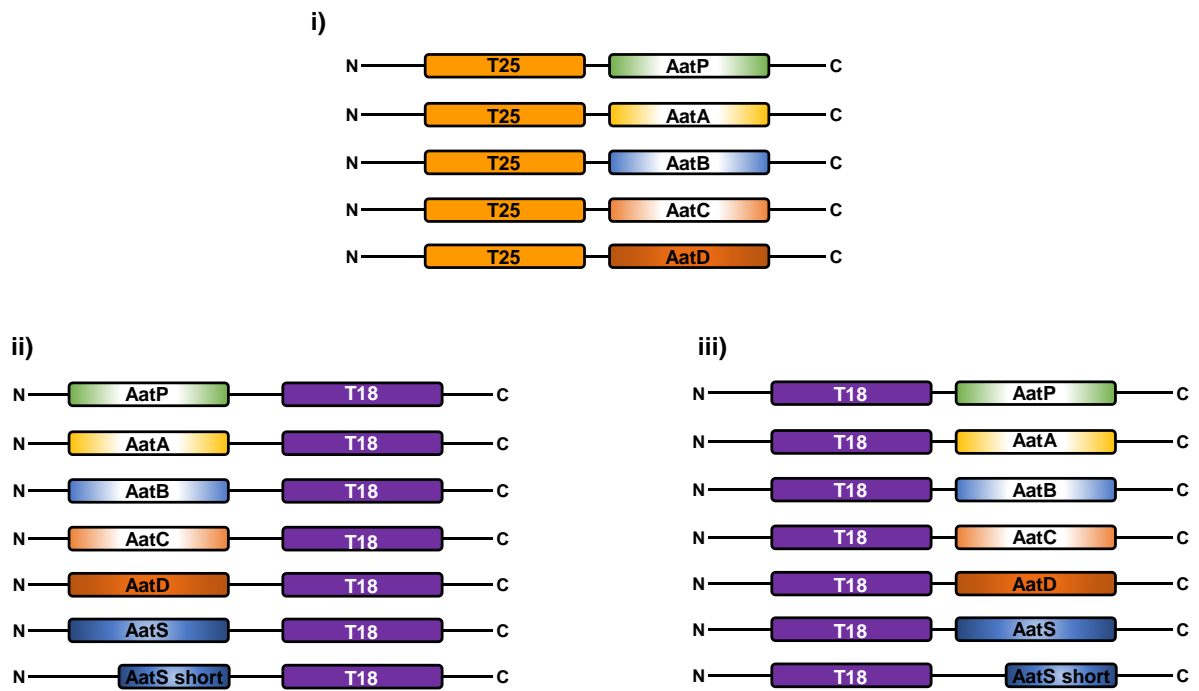 i)
N T25 AatP C
N T25 AatA C
N T25 AatB C
N T25 AatC C
N T25 AatD C
ii)
N AatP T18 C
N AatA T18 C
N AatB T18 C
N AatC T18 C
N AatD T18 C
N AatS T18 C
N AatS short T18 C
iii)
N T18 AatP C
N T18 AatA C
N T18 AatB C
N T18 AatC C
N T18 AatD C
N T18 AatS C
N T18 AatS short C